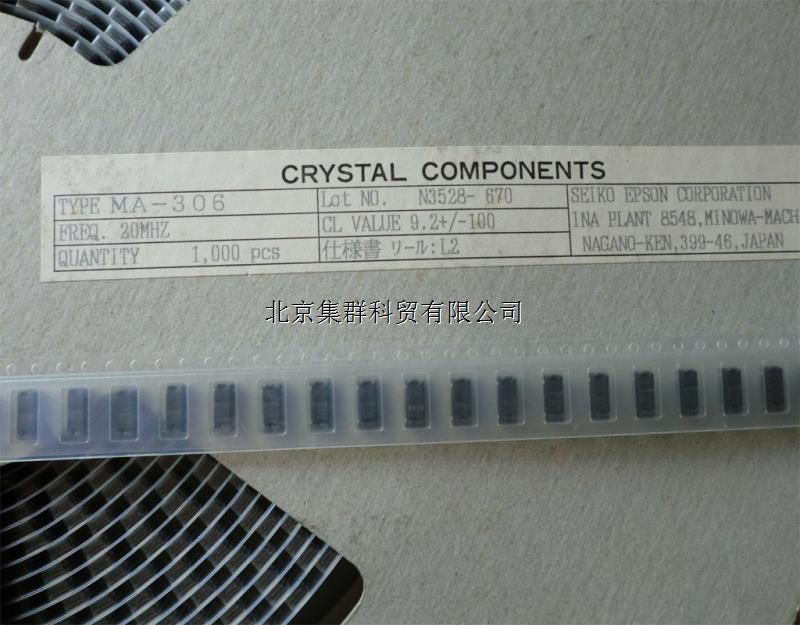 CRYSTAL COMPONENTS
TYPE MA-306
Lot NO. N3528- 670
SEIKO EPSON CORPORATION
FREQ. 20MHZ
CL VALUE 9.2+/-100
INA PLANT 8548,MINOWA-MACH
QUANTITY 1,000 pcs
仕様書 リール:L2
NAGANO-KEN,399-46,JAPAN
北京集群科贸有限公司